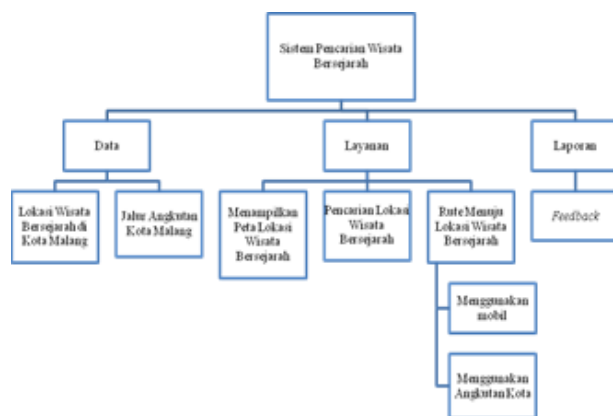 Sistem Pencarian Wisata
Bersejarah
Data
Layanan
Laporan
Lokasi Wisata
Bersejarah di
Kota Malang
Jalur Angkutan
Kota Malang
Menampilkan
Peta Lokasi
Wisata
Bersejarah
Pencarian Lokasi
Wisata
Bersejarah
Rute Menuju
Lokasi Wisata
Bersejarah
Feedback
Menggunakan
mobil
Menggunakan
Angkutan Kota